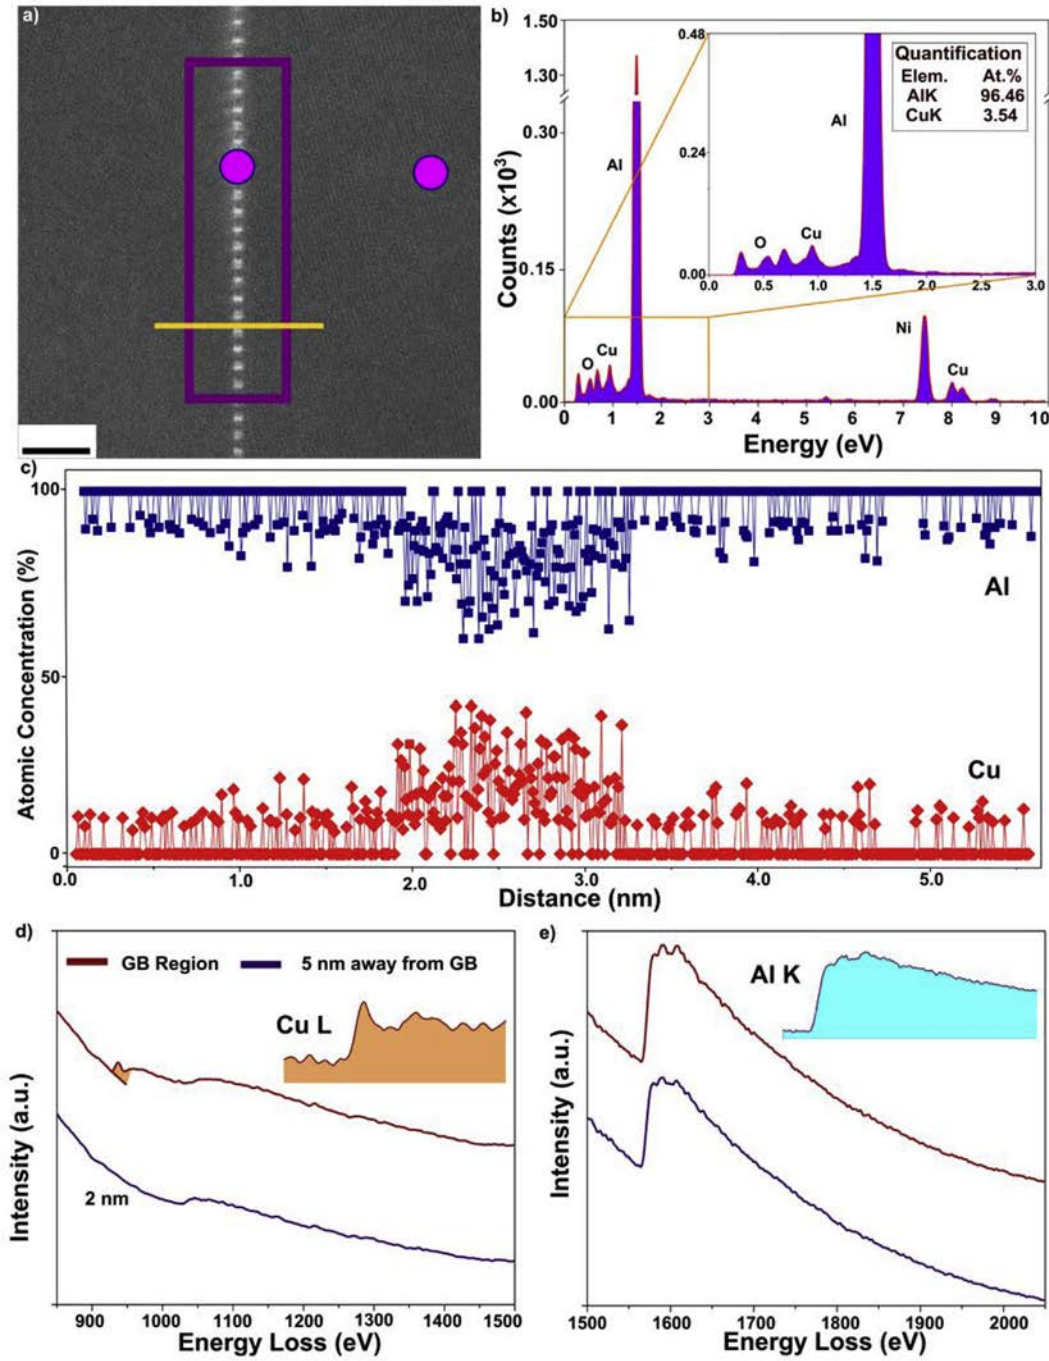 a)
b)
1.50
1.30
0.30
0.15
0.00
Counts (x10³)
Al
O
Cu
Ni
Cu
0 1 2 3 4 5 6 7 8 9 10
Energy (eV)
0.48
0.24
0.00
Al
O
Cu
0.0 0.5 1.0 1.5 2.0 2.5 3.0
Quantification
Elem. At.%
AlK 96.46
CuK 3.54
c)
100
50
0
Atomic Concentration (%)
Al
Cu
0.0 1.0 2.0 3.0 4.0 5.0
Distance (nm)
d)
GB Region 5 nm away from GB
Cu L
2 nm
Intensity (a.u.)
900 1000 1100 1200 1300 1400 1500
Energy Loss (eV)
e)
Al K
Intensity (a.u.)
1500 1600 1700 1800 1900 2000
Energy Loss (eV)